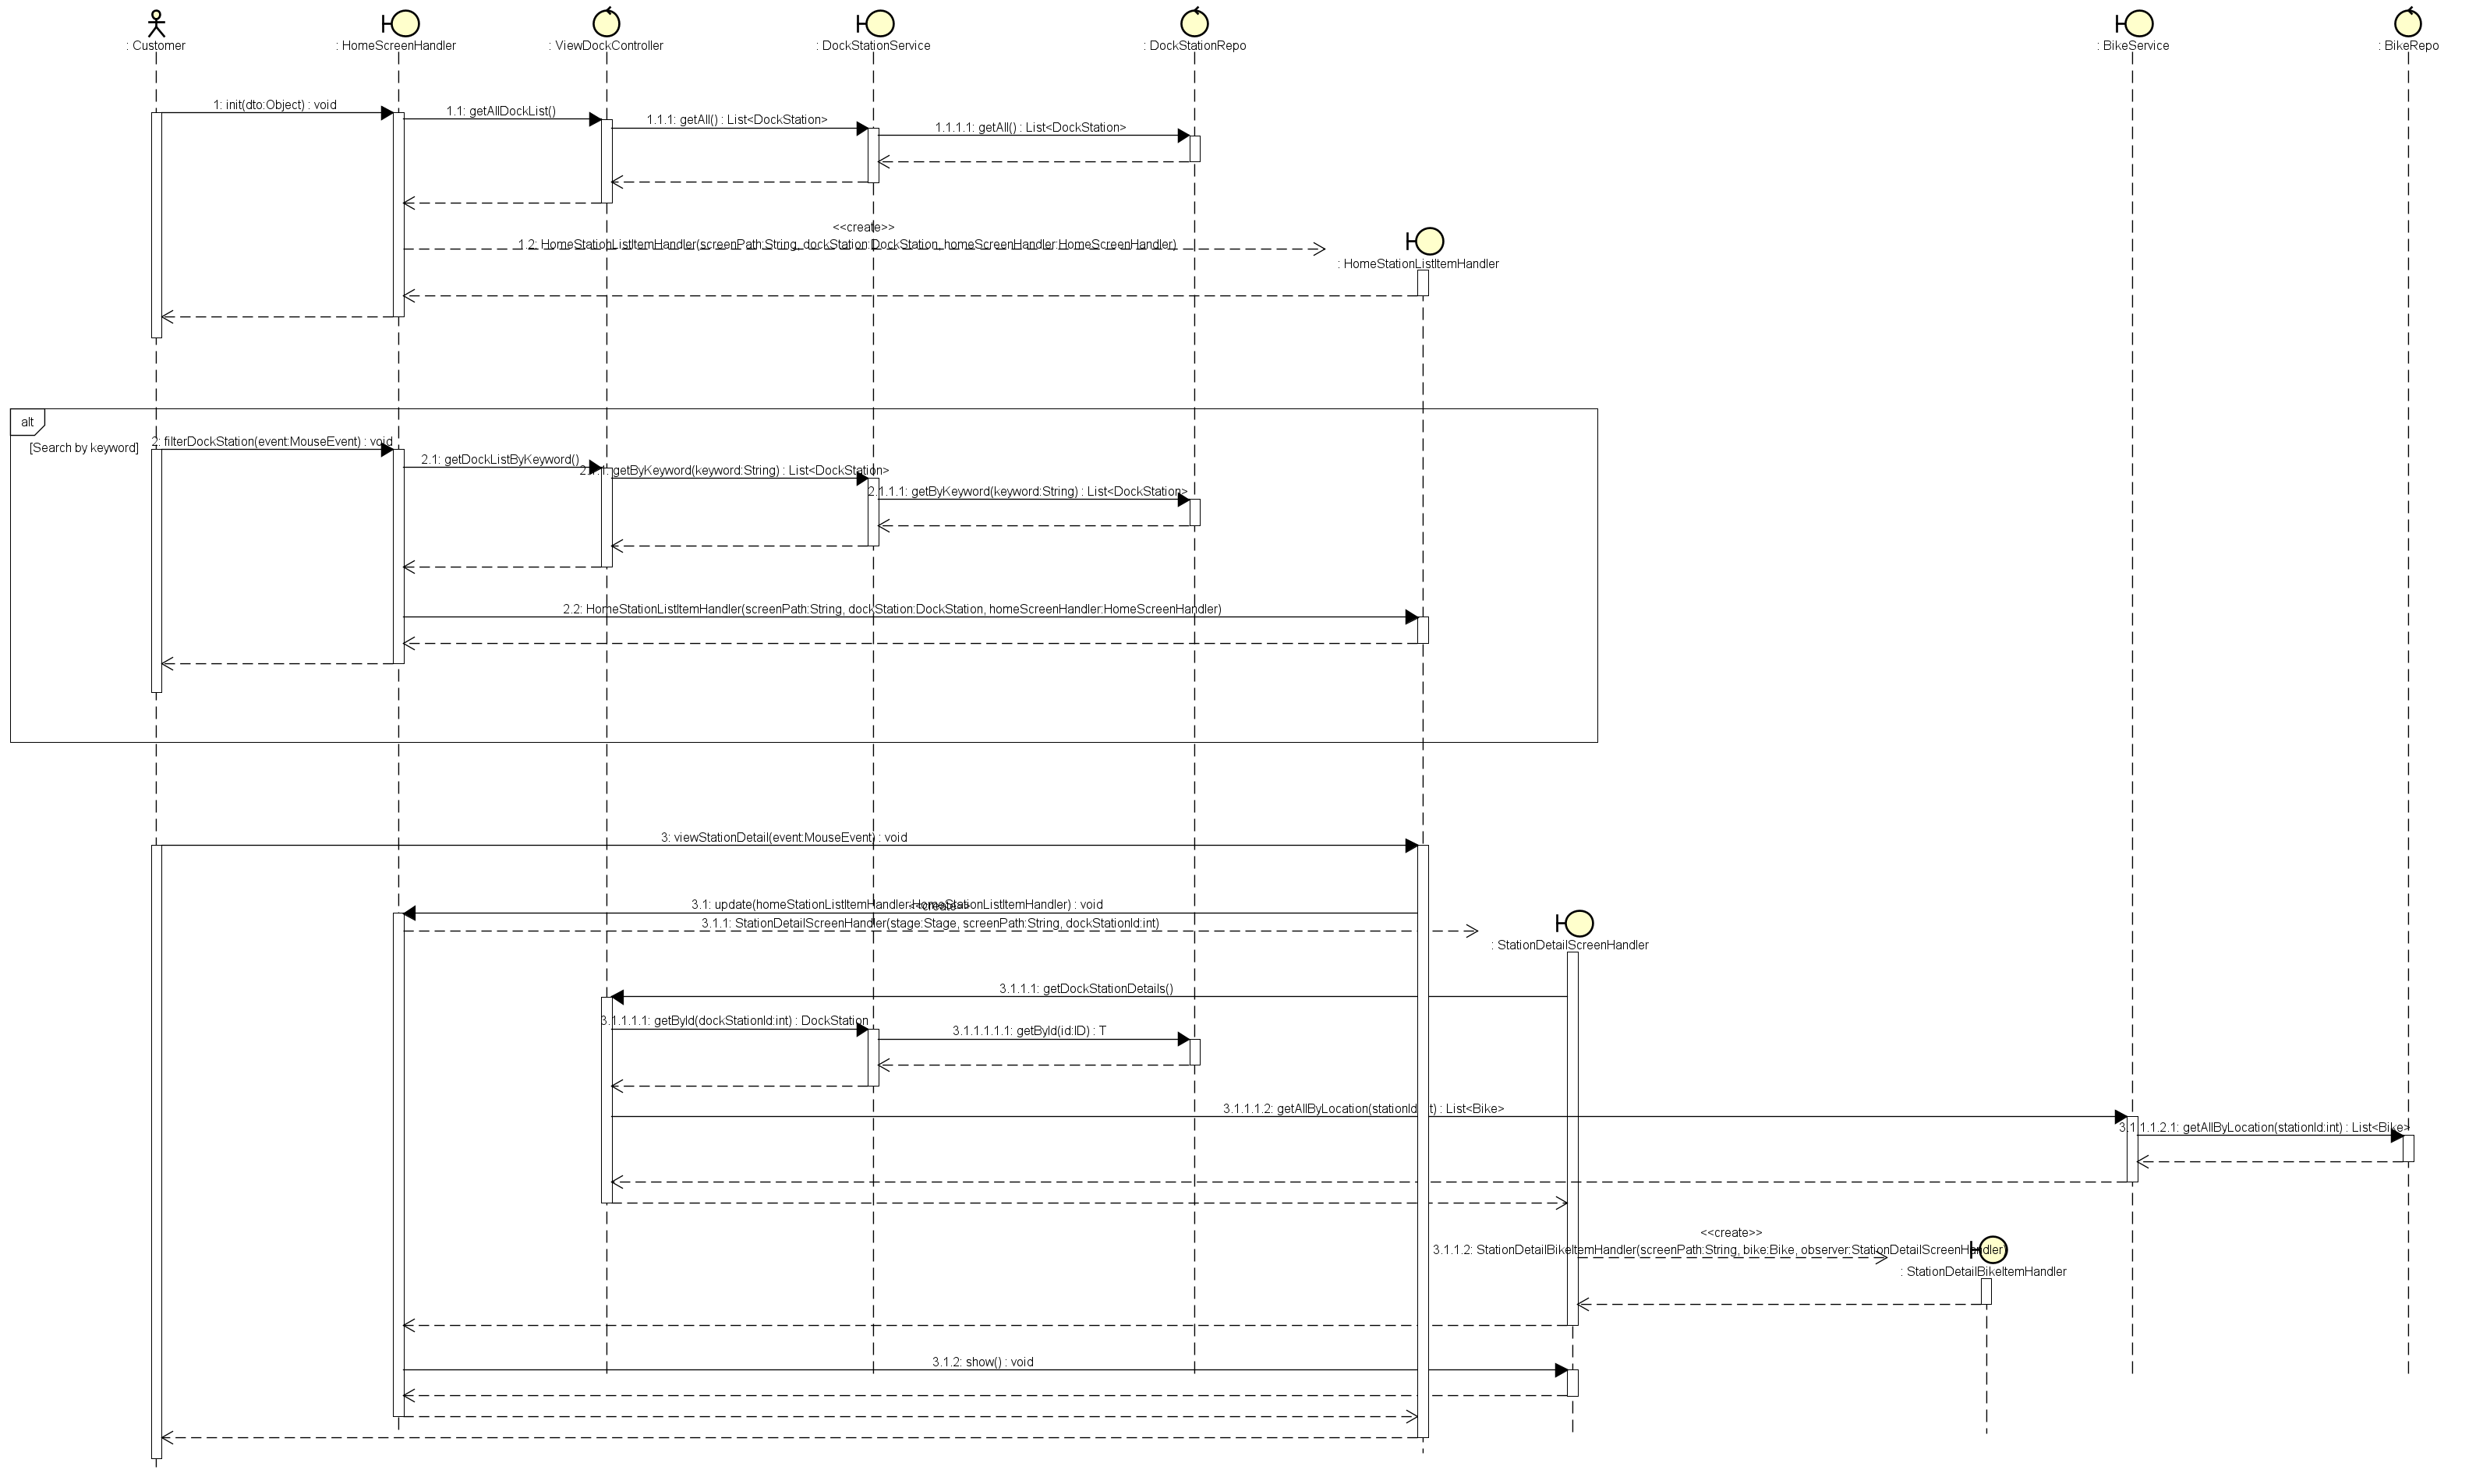 : Customer
: HomeScreenHandler
: ViewDockController
: DockStationService
: DockStationRepo
: BikeService
: BikeRepo
1: init(dto:Object) : void
1.1: getAllDockList()
1.1.1: getAll() : List<DockStation>
1.1.1.1: getAll() : List<DockStation>
<<create>>
1.2: HomeStationListItemHandler(screenPath:String, dockStation:DockStation, homeScreenHandler:HomeScreenHandler)
: HomeStationListItemHandler
alt
[Search by keyword]
2: filterDockStation(event:MouseEvent) : void
2.1: getDockListByKeyword()
2.1.1: getByKeyword(keyword:String) : List<DockStation>
2.1.1.1: getByKeyword(keyword:String) : List<DockStation>
2.2: HomeStationListItemHandler(screenPath:String, dockStation:DockStation, homeScreenHandler:HomeScreenHandler)
3: viewStationDetail(event:MouseEvent) : void
3.1: update(homeStationListItemHandler:HomeStationListItemHandler) : void
<<create>>
3.1.1: StationDetailScreenHandler(stage:Stage, screenPath:String, dockStationId:int)
: StationDetailScreenHandler
3.1.1.1: getDockStationDetails()
3.1.1.1.1: getById(dockStationId:int) : DockStation
3.1.1.1.1.1: getById(id:ID) : T
3.1.1.1.2: getAllByLocation(stationId:int) : List<Bike>
3.1.1.1.2.1: getAllByLocation(stationId:int) : List<Bike>
<<create>>
3.1.1.2: StationDetailBikeItemHandler(screenPath:String, bike:Bike, observer:StationDetailScreenHandler)
: StationDetailBikeItemHandler
3.1.2: show() : void